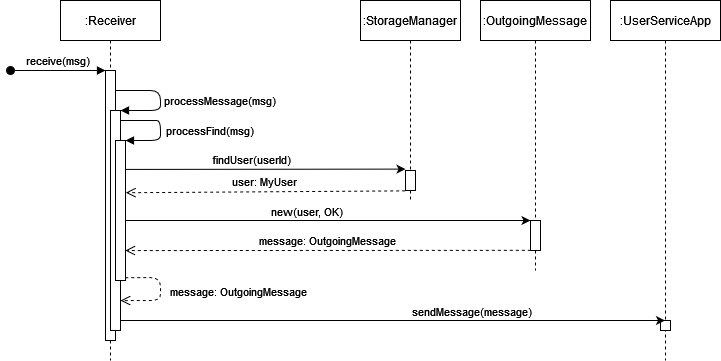 :Receiver
:StorageManager
:OutgoingMessage
:UserServiceApp
receive(msg)
processMessage(msg)
processFind(msg)
findUser(userId)
user: MyUser
new(user, OK)
message: OutgoingMessage
message: OutgoingMessage
sendMessage(message)